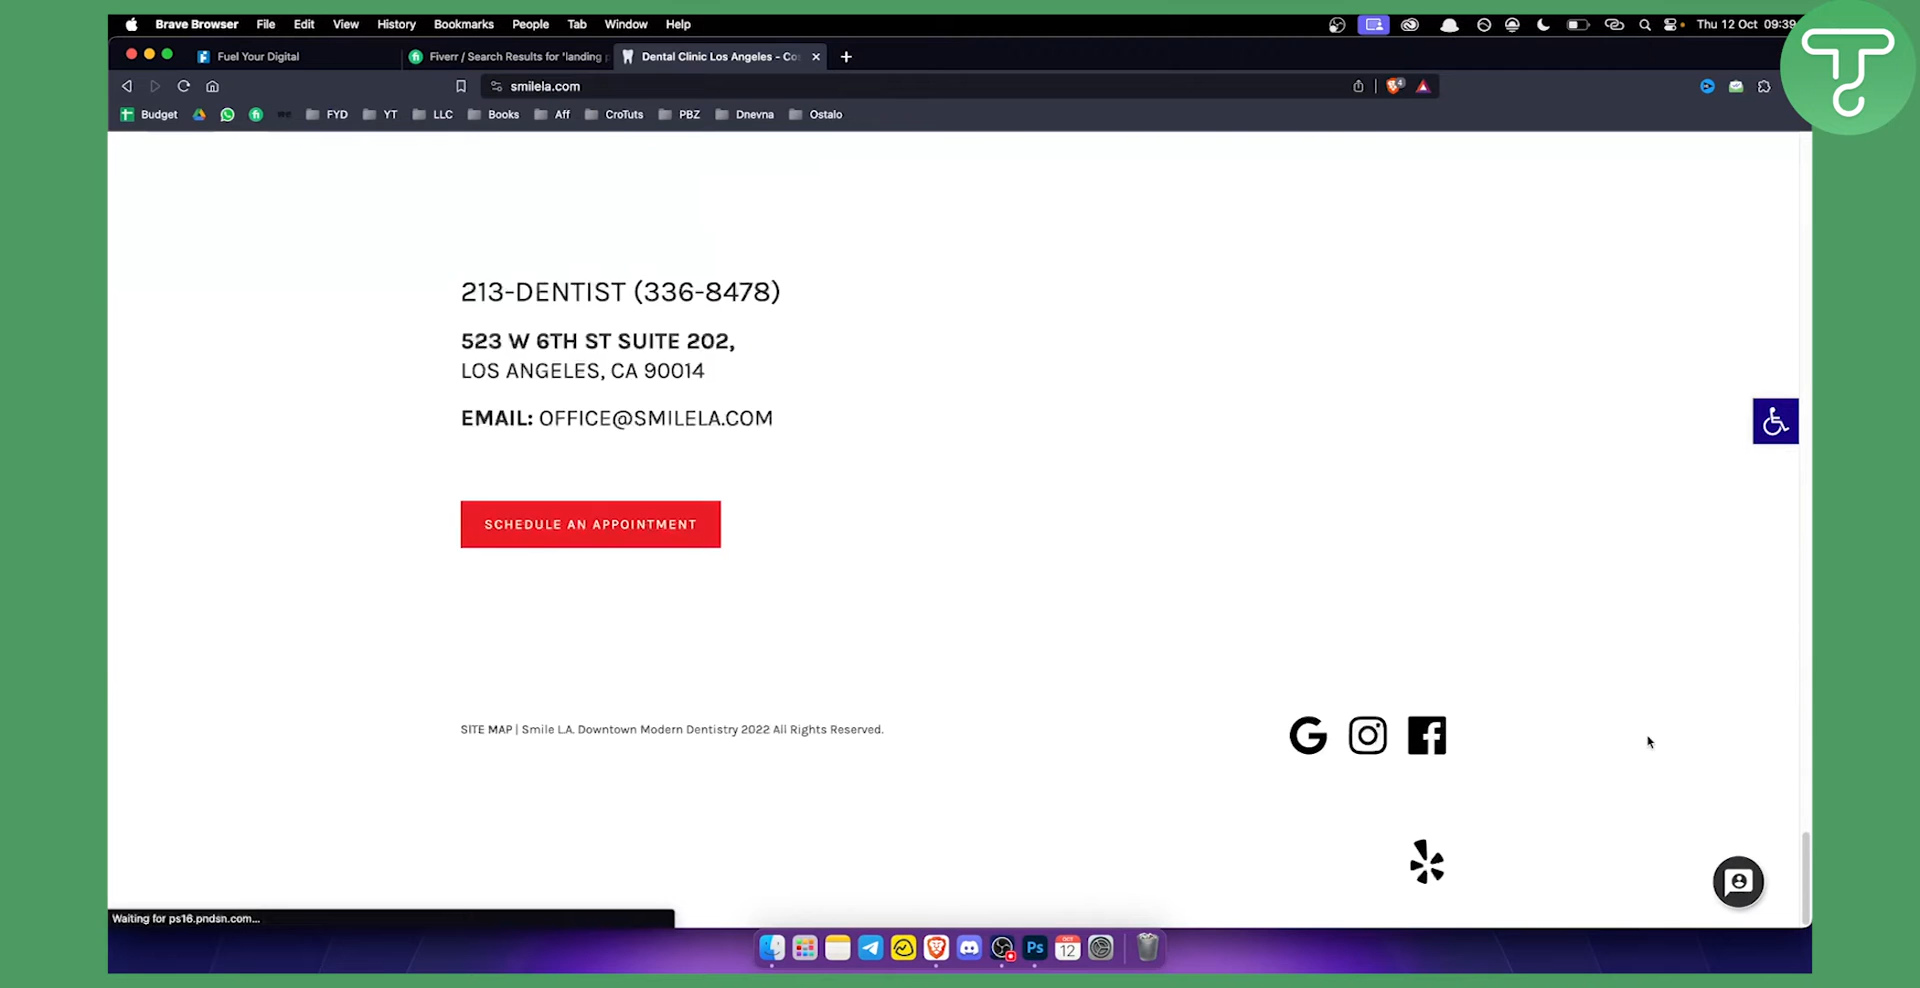 Brave Browser File Edit View History Bookmarks People Tab Window Help Thu 12 Oct 09:39
Fuel Your Digital Fiverr / Search Results for 'landing p Dental Clinic Los Angeles – Co
smilela.com
Budget FYD YT LLC Books Aff CroTuts PBZ Dnevna Ostalo
213-DENTIST (336-8478)
523 W 6TH ST SUITE 202,
LOS ANGELES, CA 90014
EMAIL: OFFICE@SMILELA.COM
SCHEDULE AN APPOINTMENT
SITE MAP | Smile L.A. Downtown Modern Dentistry 2022 All Rights Reserved.
Waiting for ps16.pndsn.com...
Ps
OCT
12